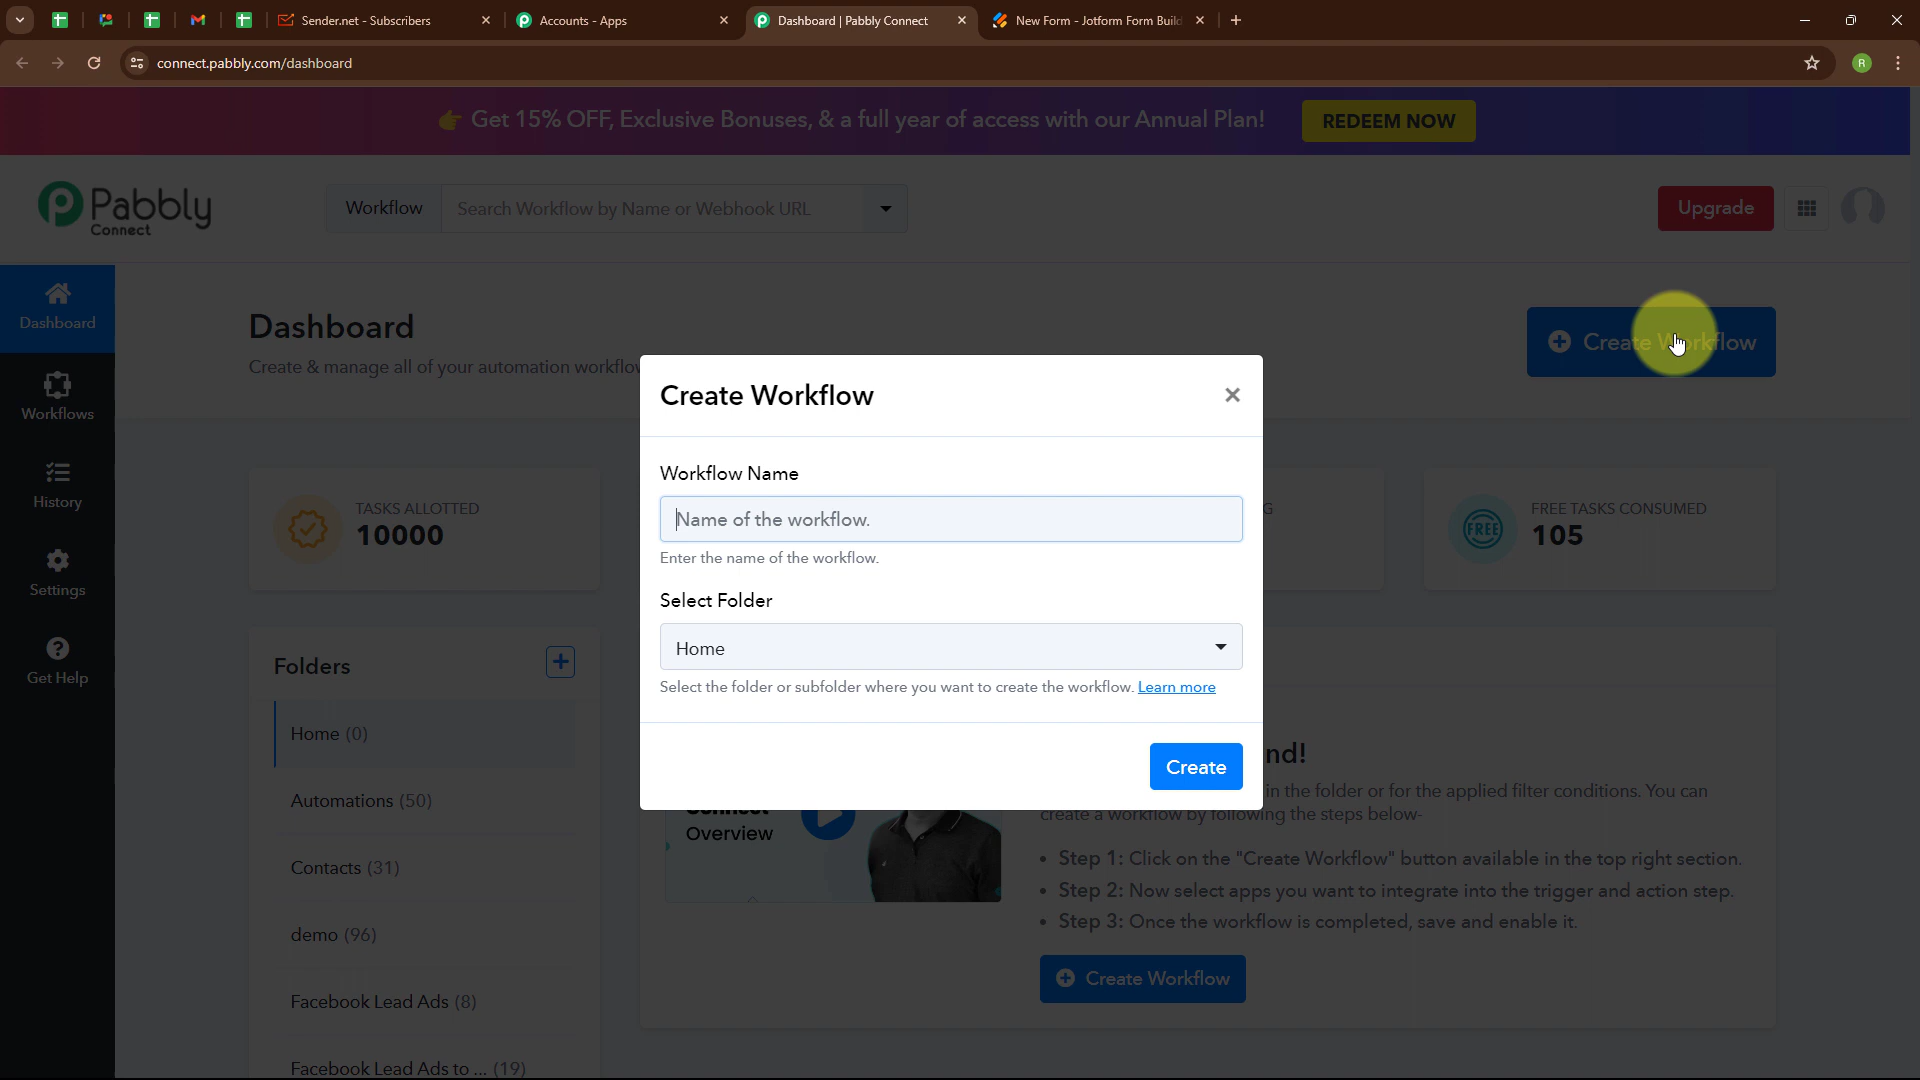 Sender.net - Subscribers
Accounts - Apps
Dashboard | Pabbly Connect
New Form - Jotform Form Build
connect.pabbly.com/dashboard
R
👉 Get 15% OFF, Exclusive Bonuses, & a full year of access with our Annual Plan!
REDEEM NOW
Pabbly
Connect
Workflow
Search Workflow by Name or Webhook URL
Upgrade
Dashboard
Workflows
History
Settings
Get Help
Dashboard
Create & manage all of your automation workflow
Create Workflow
TASKS ALLOTTED
10000
G
FREE
FREE TASKS CONSUMED
105
Create Workflow
×
Workflow Name
Name of the workflow.
Enter the name of the workflow.
Select Folder
Home
Select the folder or subfolder where you want to create the workflow. Learn more
Create
Folders
Home (0)
Automations (50)
Contacts (31)
demo (96)
Facebook Lead Ads (8)
Facebook Lead Ads to ... (19)
Connect
Overview
nd!
in the folder or for the applied filter conditions. You can
create a workflow by following the steps below-
• Step 1: Click on the "Create Workflow" button available in the top right section.
• Step 2: Now select apps you want to integrate into the trigger and action step.
• Step 3: Once the workflow is completed, save and enable it.
Create Workflow